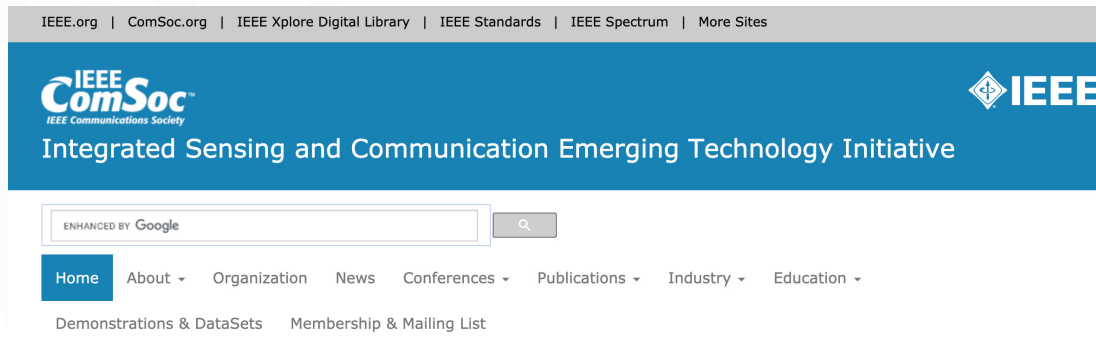 IEEE.org | ComSoc.org | IEEE Xplore Digital Library | IEEE Standards | IEEE Spectrum | More Sites
IEEE
ComSoc™
IEEE Communications Society
IEEE
Integrated Sensing and Communication Emerging Technology Initiative
ENHANCED BY Google
Home About Organization News Conferences Publications Industry Education
Demonstrations & DataSets Membership & Mailing List